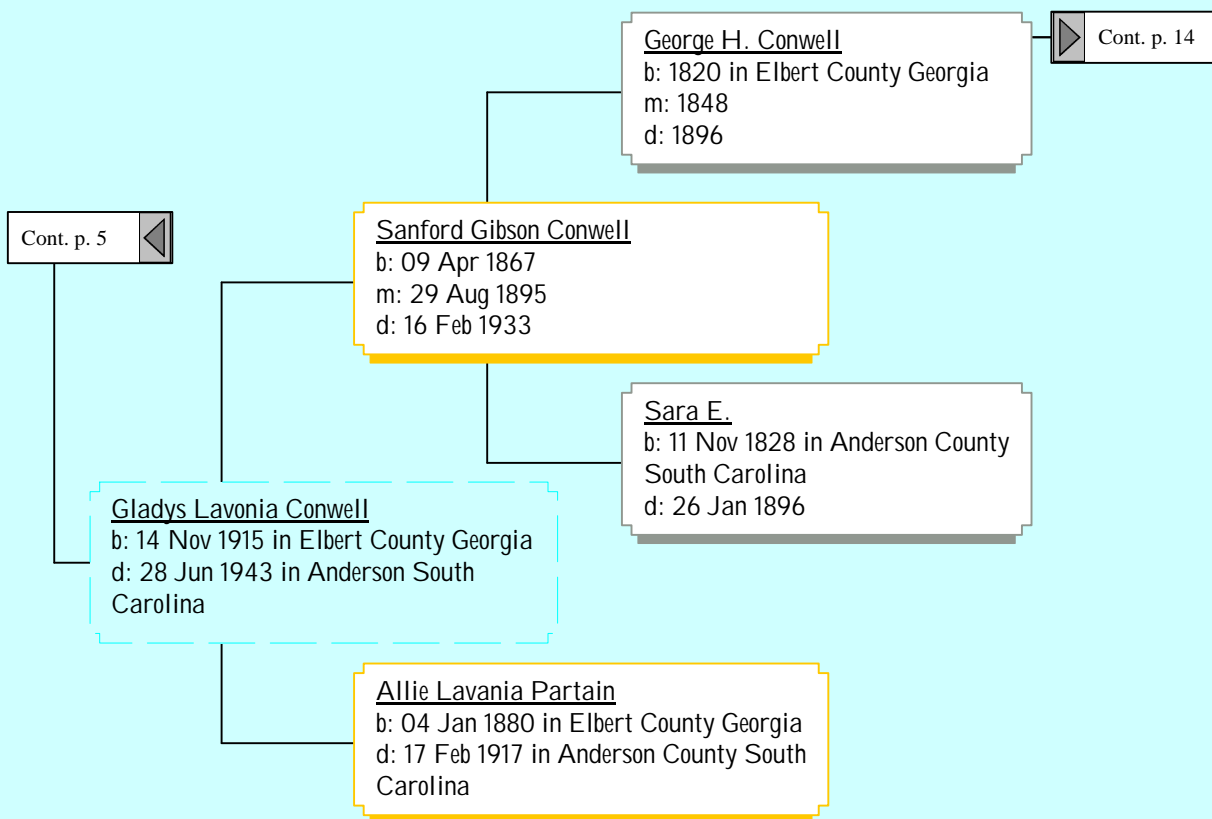 George H. Conwell
b: 1820 in Elbert County Georgia
m: 1848
d: 1896
Cont. p. 14
Cont. p. 5
Sanford Gibson Conwell
b: 09 Apr 1867
m: 29 Aug 1895
d: 16 Feb 1933
Sara E.
b: 11 Nov 1828 in Anderson County
South Carolina
d: 26 Jan 1896
Gladys Lavonia Conwell
b: 14 Nov 1915 in Elbert County Georgia
d: 28 Jun 1943 in Anderson South
Carolina
Allie Lavania Partain
b: 04 Jan 1880 in Elbert County Georgia
d: 17 Feb 1917 in Anderson County South
Carolina